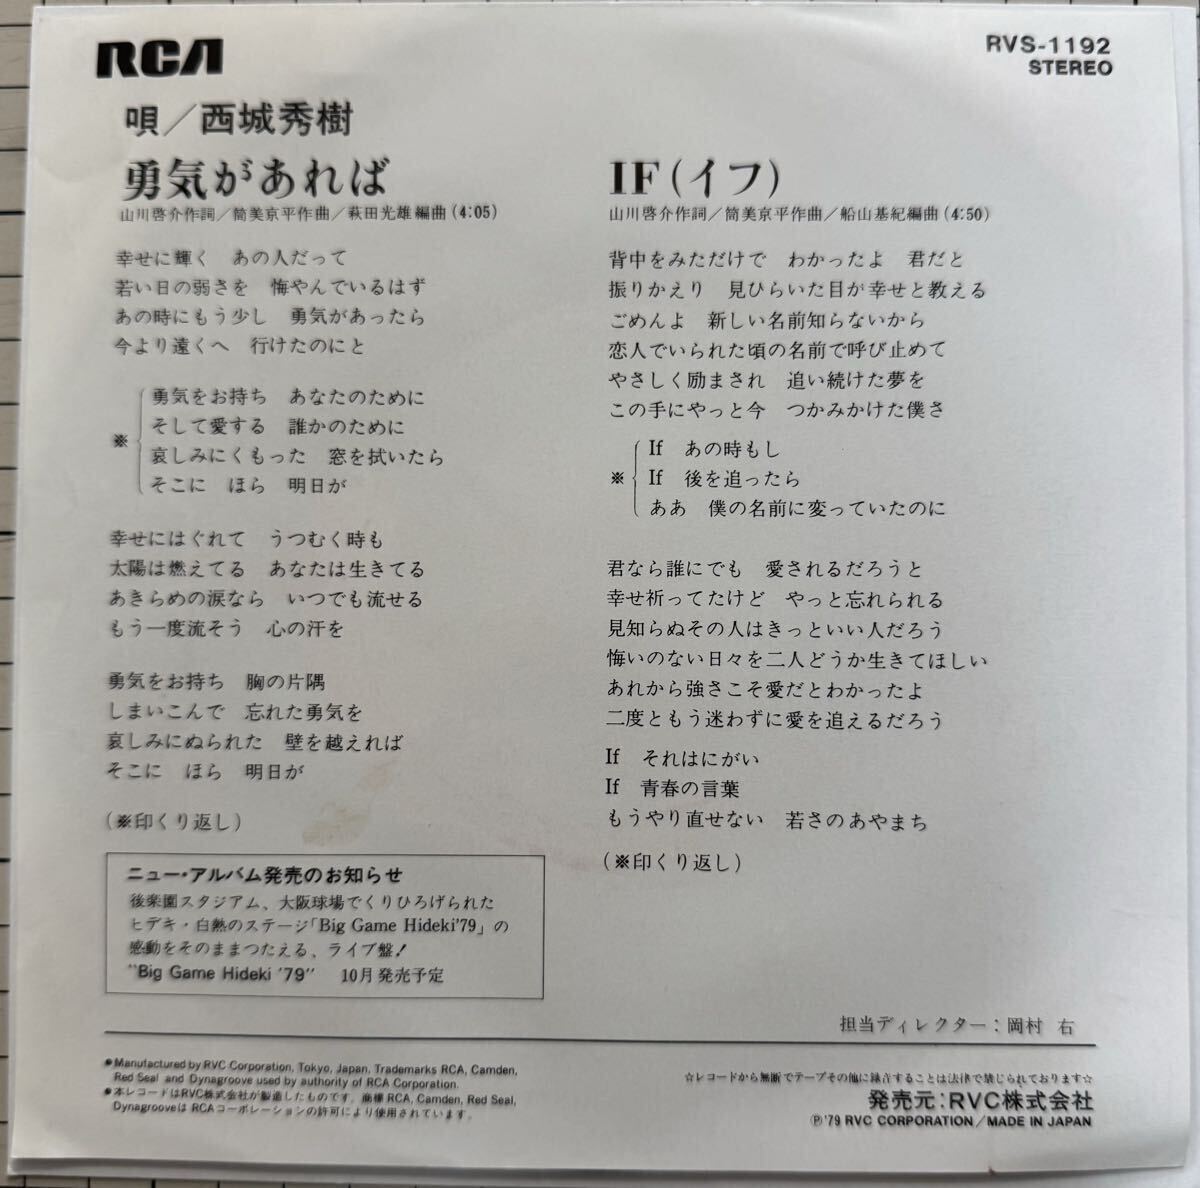 RCA
RVS-1192
STEREO
唄／西城秀樹
勇気があれば
山川啓介作詞／筒美京平作曲／萩田光雄編曲(4:05)
幸せに輝く　あの人だって
若い日の弱さを　悔やんでいるはず
あの時にもう少し　勇気があったら
今より遠くへ　行けたのにと
勇気をお持ち　あなたのために
※ そして愛する　誰かのために
哀しみにくもった　窓を拭いたら
そこに　ほら　明日が
幸せにはぐれて　うつむく時も
太陽は燃えてる　あなたは生きてる
あきらめの涙なら　いつでも流せる
もう一度流そう　心の汗を
勇気をお持ち　胸の片隅
しまいこんで　忘れた勇気を
哀しみにぬられた　壁を越えれば
そこに　ほら　明日が
(※印くり返し)
ニュー・アルバム発売のお知らせ
後楽園スタジアム、大阪球場でくりひろげられた
ヒデキ・白熱のステージ「Big Game Hideki'79」の
感動をそのままつたえる、ライブ盤！
"Big Game Hideki '79"　10月発売予定
IF(イフ)
山川啓介作詞／筒美京平作曲／船山基紀編曲(4:50)
背中をみただけで　わかったよ　君だと
振りかえり　見ひらいた目が幸せと教える
ごめんよ　新しい名前知らないから
恋人でいられた頃の名前で呼び止めて
やさしく励まされ　追い続けた夢を
この手にやっと今　つかみかけた僕さ
If　あの時もし
※ If　後を追ったら
ああ　僕の名前に変っていたのに
君なら誰にでも　愛されるだろうと
幸せ祈ってたけど　やっと忘れられる
見知らぬその人はきっといい人だろう
悔いのない日々を二人どうか生きてほしい
あれから強さこそ愛だとわかったよ
二度ともう迷わずに愛を追えるだろう
If　それはにがい
If　青春の言葉
もうやり直せない　若さのあやまち
(※印くり返し)
担当ディレクター：岡村　右
●Manufactured by RVC Corporation, Tokyo, Japan. Trademarks RCA, Camden,
Red Seal and Dynagroove used by authority of RCA Corporation.
●本レコードはRVC株式会社が製造したものです。商標 RCA, Camden, Red Seal,
Dynagroove は RCA コーポレーションの許可により使用されています。
☆レコードから無断でテープその他に録音することは法律で禁じられております☆
発売元：RVC株式会社
Ⓟ'79 RVC CORPORATION／MADE IN JAPAN